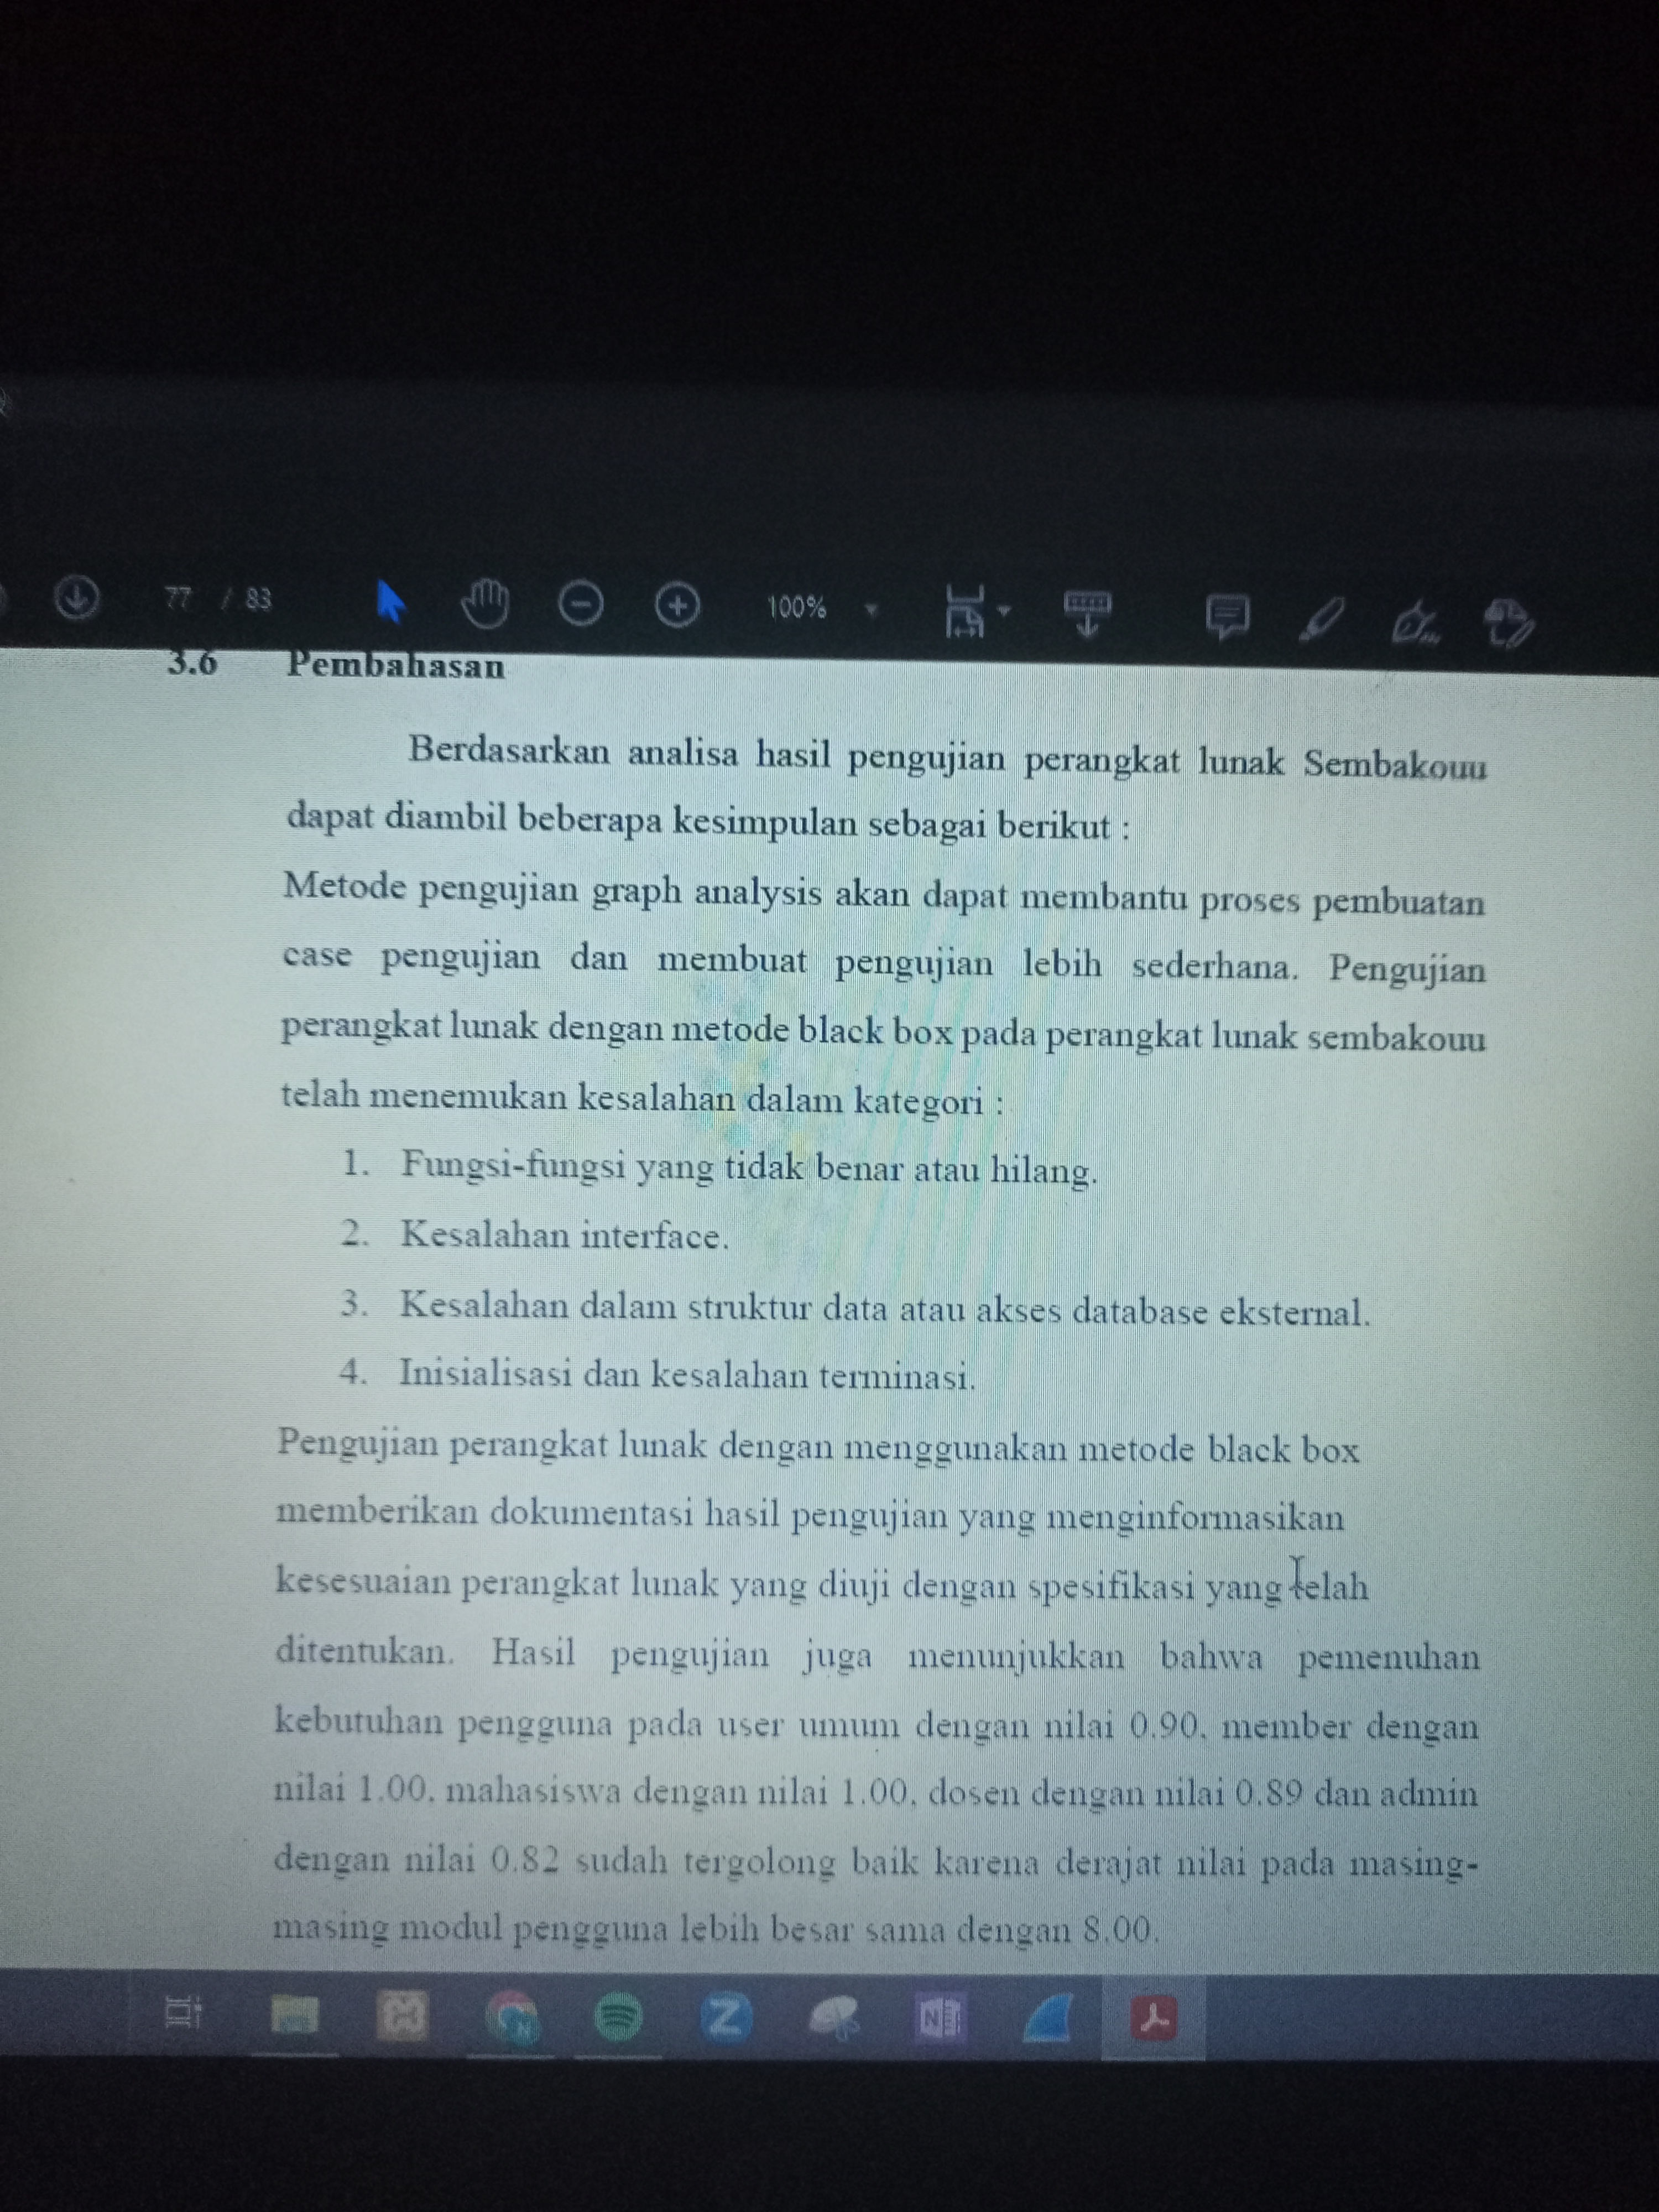 77 / 83
100%
3.6 Pembahasan
Berdasarkan analisa hasil pengujian perangkat lunak Sembakouu
dapat diambil beberapa kesimpulan sebagai berikut :
Metode pengujian graph analysis akan dapat membantu proses pembuatan
case pengujian dan membuat pengujian lebih sederhana. Pengujian
perangkat lunak dengan metode black box pada perangkat lunak sembakouu
telah menemukan kesalahan dalam kategori :
1. Fungsi-fungsi yang tidak benar atau hilang.
2. Kesalahan interface.
3. Kesalahan dalam struktur data atau akses database eksternal.
4. Inisialisasi dan kesalahan terminasi.
Pengujian perangkat lunak dengan menggunakan metode black box
memberikan dokumentasi hasil pengujian yang menginformasikan
kesesuaian perangkat lunak yang diuji dengan spesifikasi yang telah
ditentukan. Hasil pengujian juga menunjukkan bahwa pemenuhan
kebutuhan pengguna pada user umum dengan nilai 0.90, member dengan
nilai 1.00, mahasiswa dengan nilai 1.00, dosen dengan nilai 0.89 dan admin
dengan nilai 0.82 sudah tergolong baik karena derajat nilai pada masing-
masing modul pengguna lebih besar sama dengan 8.00.
Z
N